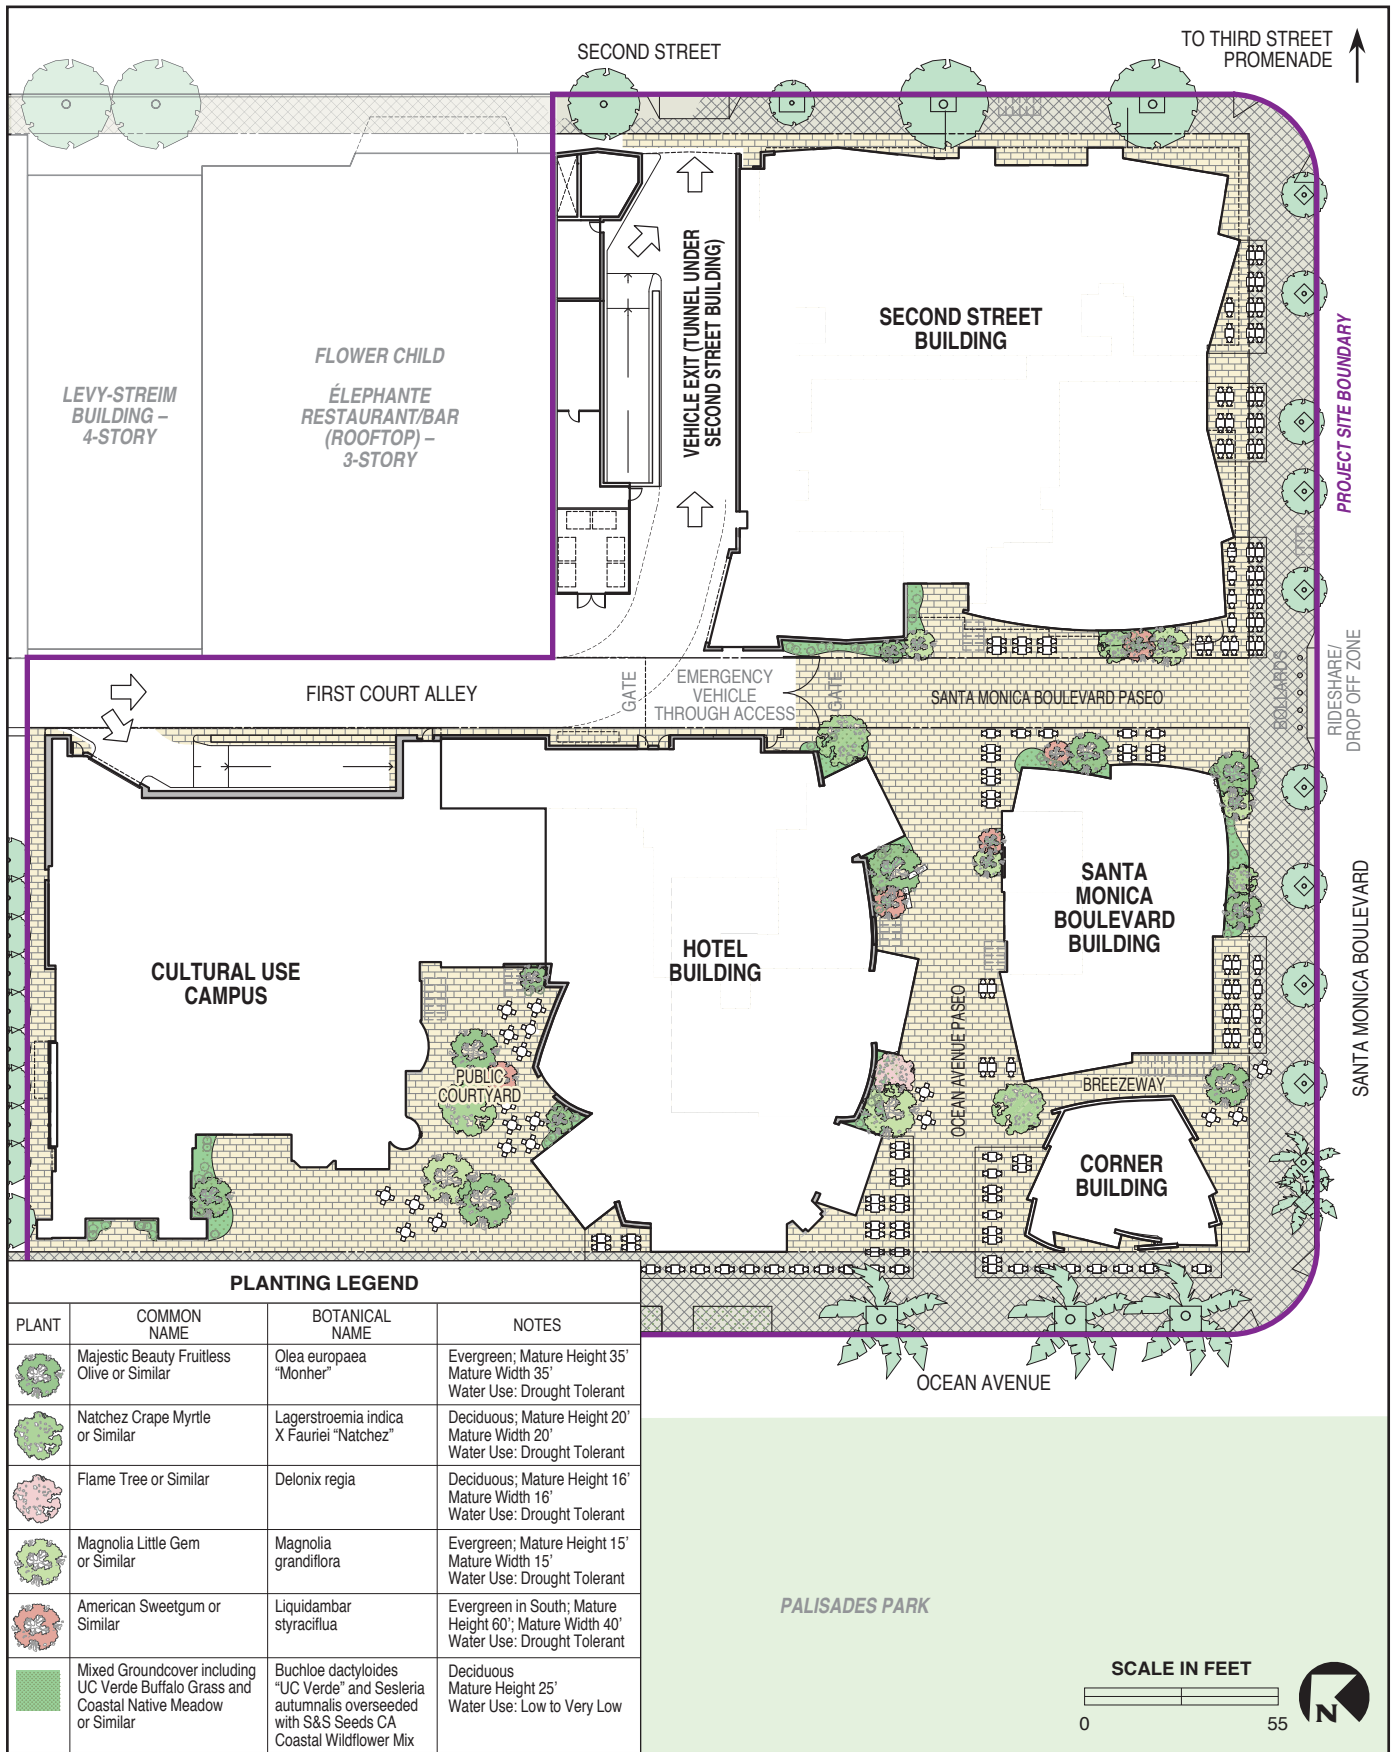 SECOND STREET
TO THIRD STREET
PROMENADE
VEHICLE EXIT (TUNNEL UNDER
SECOND STREET BUILDING)
SECOND STREET
BUILDING
PROJECT SITE BOUNDARY
FLOWER CHILD
ÉLEPHANTE
RESTAURANT/BAR
(ROOFTOP) –
3-STORY
LEVY-STREIM
BUILDING –
4-STORY
FIRST COURT ALLEY
GATE
EMERGENCY
VEHICLE
THROUGH ACCESS
GATE
SANTA MONICA BOULEVARD PASEO
BOLLARDS
RIDESHARE/
DROP OFF ZONE
SANTA
MONICA
BOULEVARD
BUILDING
HOTEL
BUILDING
CULTURAL USE
CAMPUS
OCEAN AVENUE PASEO
SANTA MONICA BOULEVARD
PUBLIC
COURTYARD
BREEZEWAY
CORNER
BUILDING
OCEAN AVENUE
PALISADES PARK
PLANTING LEGEND
PLANT
COMMON
NAME
BOTANICAL
NAME
NOTES
Majestic Beauty Fruitless
Olive or Similar
Olea europaea
“Monher”
Evergreen; Mature Height 35’
Mature Width 35’
Water Use: Drought Tolerant
Natchez Crape Myrtle
or Similar
Lagerstroemia indica
X Fauriei “Natchez”
Deciduous; Mature Height 20’
Mature Width 20’
Water Use: Drought Tolerant
Flame Tree or Similar
Delonix regia
Deciduous; Mature Height 16’
Mature Width 16’
Water Use: Drought Tolerant
Magnolia Little Gem
or Similar
Magnolia
grandiflora
Evergreen; Mature Height 15’
Mature Width 15’
Water Use: Drought Tolerant
American Sweetgum or
Similar
Liquidambar
styraciflua
Evergreen in South; Mature
Height 60’; Mature Width 40’
Water Use: Drought Tolerant
Mixed Groundcover including
UC Verde Buffalo Grass and
Coastal Native Meadow
or Similar
Buchloe dactyloides
“UC Verde” and Sesleria
autumnalis overseeded
with S&S Seeds CA
Coastal Wildflower Mix
Deciduous
Mature Height 25’
Water Use: Low to Very Low
SCALE IN FEET
0
55
N